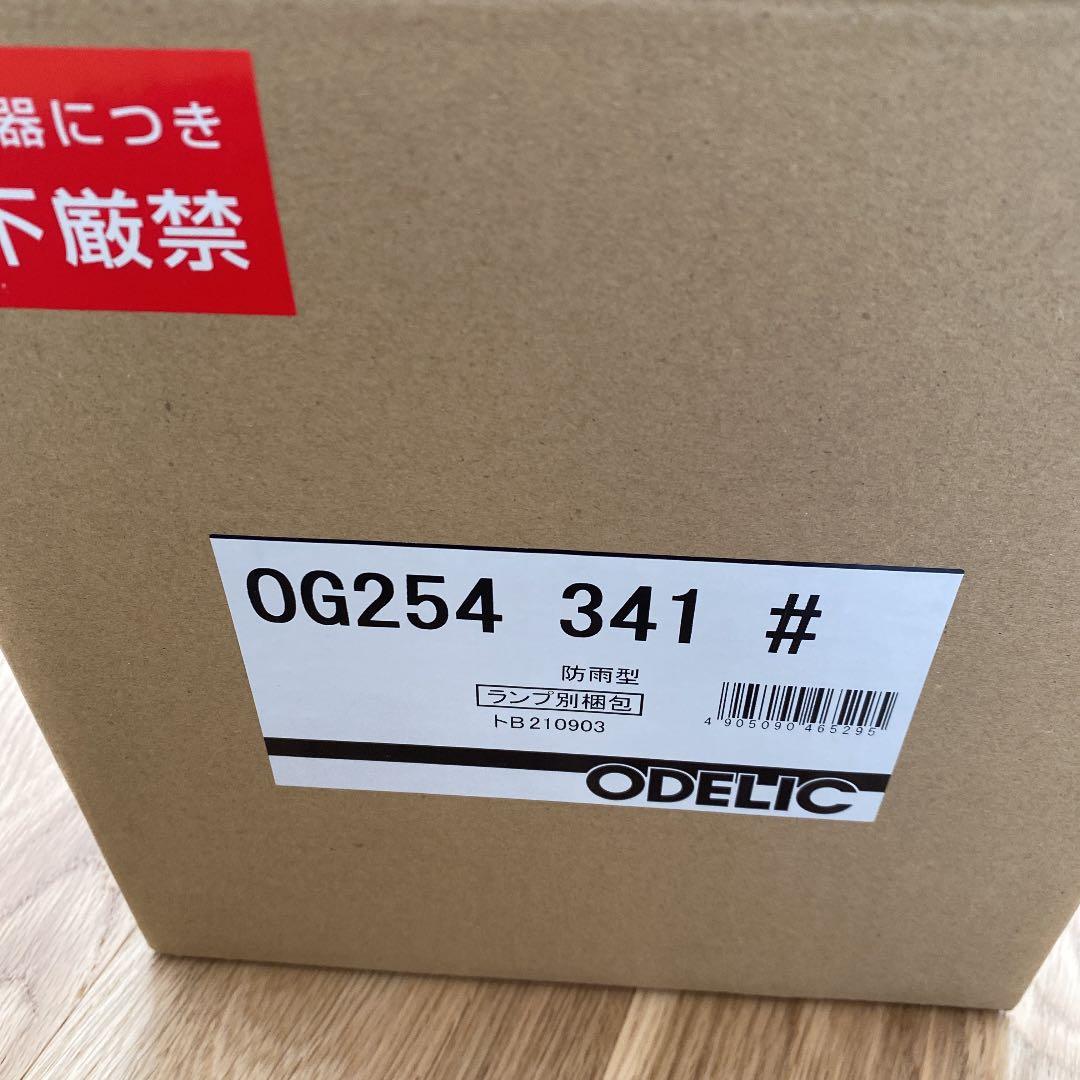 器につき
下厳禁
OG254 341 #
防雨型
ランプ別梱包
トB210903
4 905090 465295
ODELIC